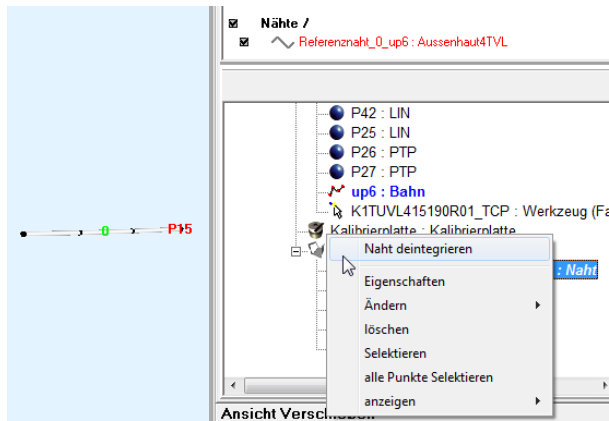 Nähte /
Referenznaht_0_up6 : Aussenhaut4TVL
P42 : LIN
P25 : LIN
P26 : PTP
P27 : PTP
up6 : Bahn
K1TUVL415190R01_TCP : Werkzeug (Fa
Kalibrierplatte : Kalibrierplatte
Naht deintegrieren
: Naht
Eigenschaften
Ändern
löschen
Selektieren
alle Punkte Selektieren
anzeigen
0
P15
Ansicht